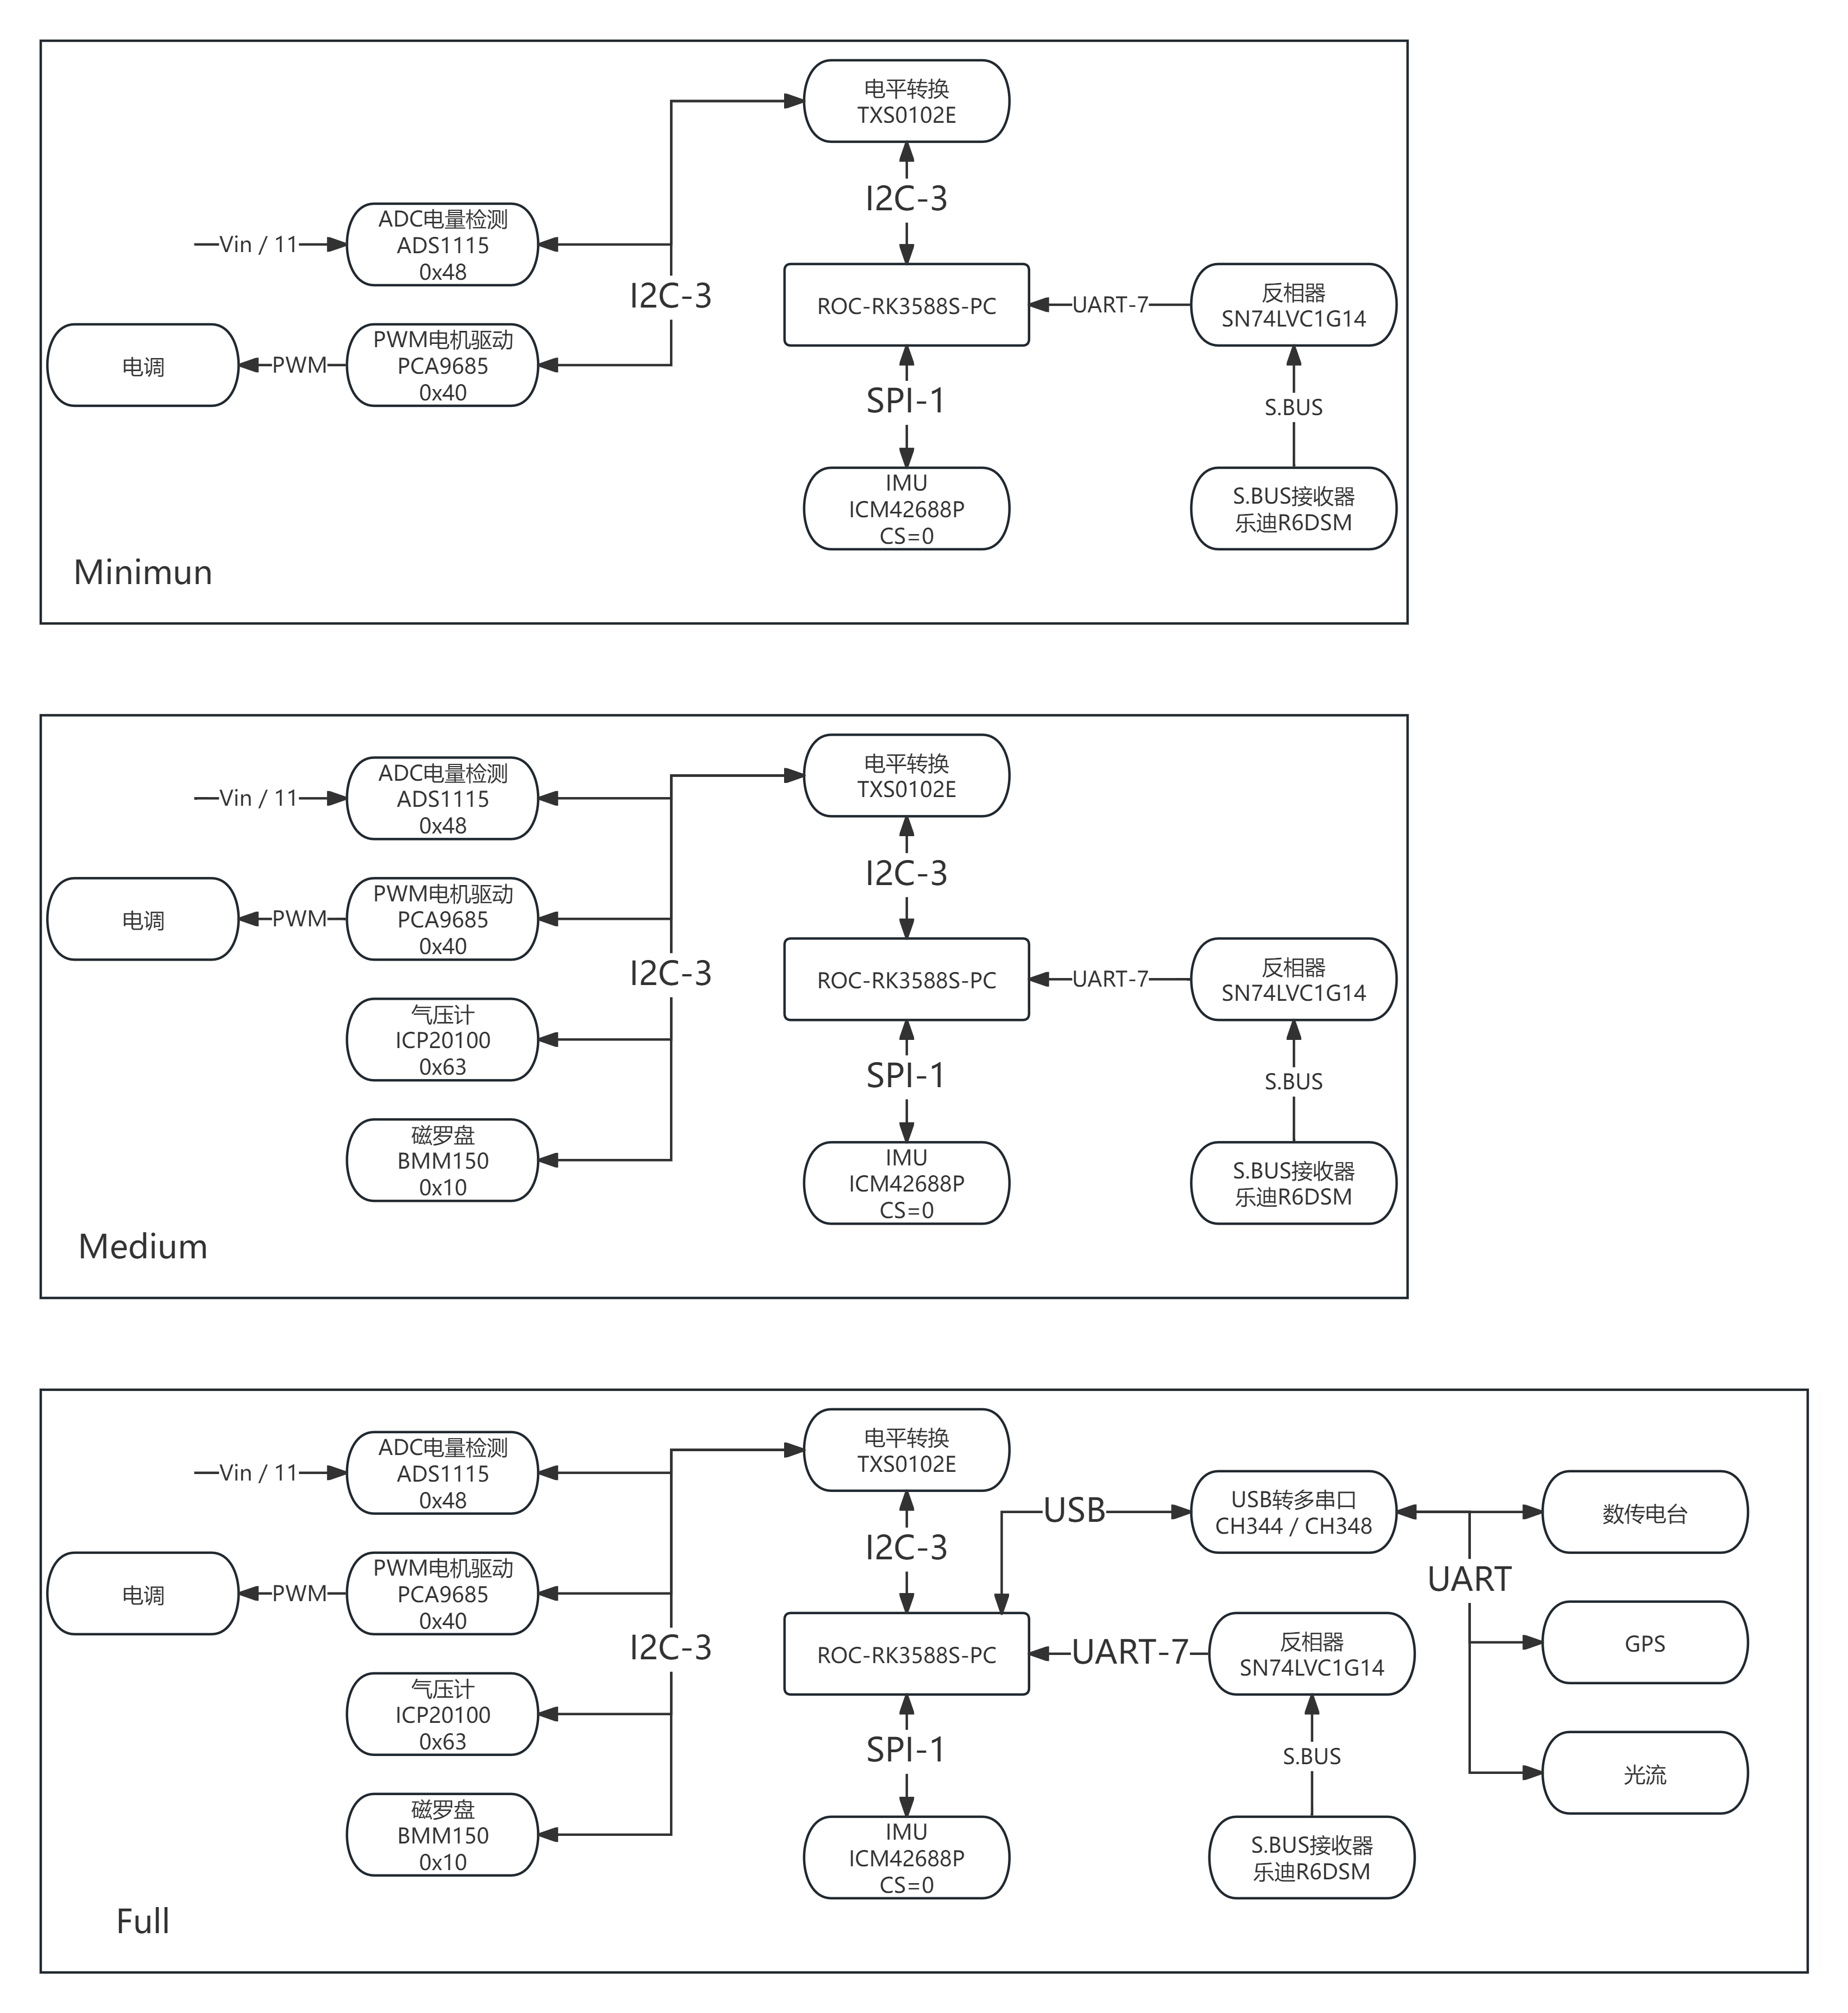 电平转换
TXS0102E
I2C-3
ADC电量检测
ADS1115
0x48
Vin / 11
I2C-3
PWM电机驱动
PCA9685
0x40
PWM
电调
ROC-RK3588S-PC
UART-7
反相器
SN74LVC1G14
SPI-1
S.BUS
IMU
ICM42688P
CS=0
S.BUS接收器
乐迪R6DSM
Minimun
电平转换
TXS0102E
I2C-3
ADC电量检测
ADS1115
0x48
Vin / 11
PWM电机驱动
PCA9685
0x40
PWM
电调
I2C-3
气压计
ICP20100
0x63
磁罗盘
BMM150
0x10
ROC-RK3588S-PC
UART-7
反相器
SN74LVC1G14
SPI-1
S.BUS
IMU
ICM42688P
CS=0
S.BUS接收器
乐迪R6DSM
Medium
电平转换
TXS0102E
I2C-3
ADC电量检测
ADS1115
0x48
Vin / 11
PWM电机驱动
PCA9685
0x40
PWM
电调
I2C-3
气压计
ICP20100
0x63
磁罗盘
BMM150
0x10
USB
USB转多串口
CH344 / CH348
数传电台
UART
GPS
光流
ROC-RK3588S-PC
UART-7
反相器
SN74LVC1G14
SPI-1
S.BUS
IMU
ICM42688P
CS=0
S.BUS接收器
乐迪R6DSM
Full